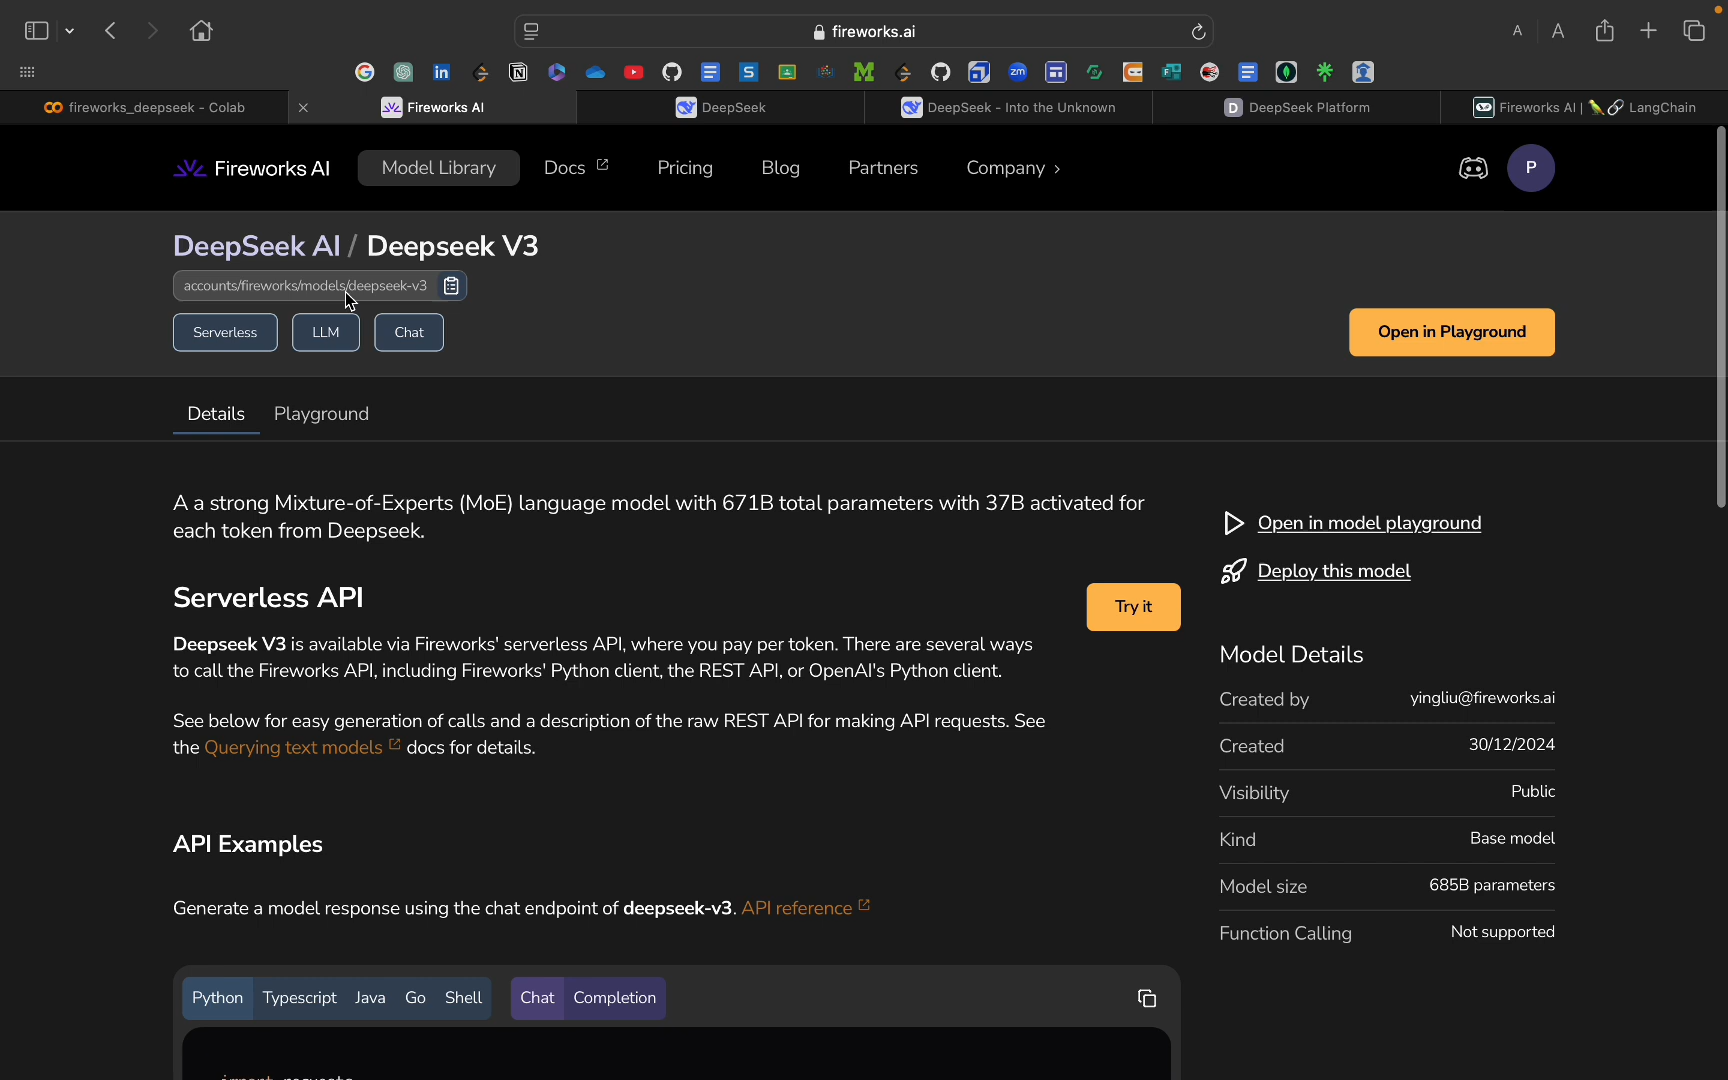 fireworks.ai
A
A
zm
fireworks_deepseek - Colab
Fireworks AI
DeepSeek
DeepSeek - Into the Unknown
D DeepSeek Platform
Fireworks AI | 🦜🔗 LangChain
Fireworks AI
Model Library
Docs
Pricing
Blog
Partners
Company
P
DeepSeek AI / Deepseek V3
accounts/fireworks/models/deepseek-v3
Serverless
LLM
Chat
Open in Playground
Details
Playground
A a strong Mixture-of-Experts (MoE) language model with 671B total parameters with 37B activated for
each token from Deepseek.
Serverless API
Try it
Deepseek V3 is available via Fireworks' serverless API, where you pay per token. There are several ways
to call the Fireworks API, including Fireworks' Python client, the REST API, or OpenAI's Python client.
See below for easy generation of calls and a description of the raw REST API for making API requests. See
the Querying text models docs for details.
API Examples
Generate a model response using the chat endpoint of deepseek-v3. API reference
Python
Typescript
Java
Go
Shell
Chat
Completion
import requests
Open in model playground
Deploy this model
Model Details
Created by
yingliu@fireworks.ai
Created
30/12/2024
Visibility
Public
Kind
Base model
Model size
685B parameters
Function Calling
Not supported